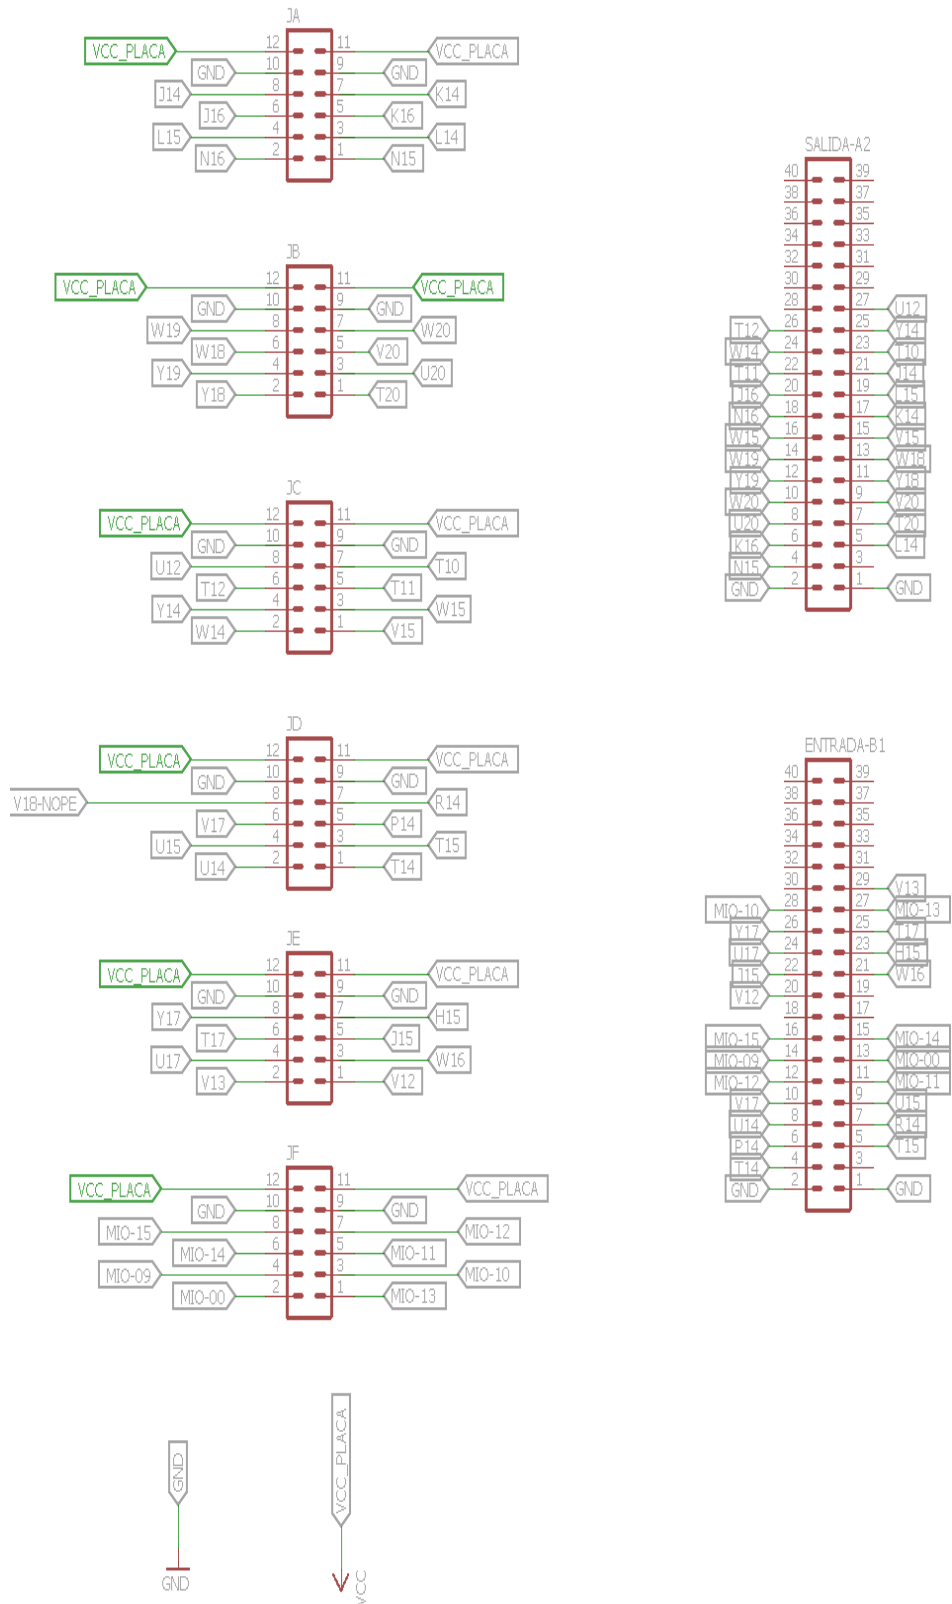 JA
VCC_PLACA 12 11 VCC_PLACA
GND 10 9 GND
J14 8 7 K14
J16 6 5 K16
L15 4 3 L14
N16 2 1 N15
JB
VCC_PLACA 12 11 VCC_PLACA
GND 10 9 GND
W19 8 7 W20
W18 6 5 V20
Y19 4 3 U20
Y18 2 1 T20
JC
VCC_PLACA 12 11 VCC_PLACA
GND 10 9 GND
U12 8 7 T10
T12 6 5 T11
Y14 4 3 W15
W14 2 1 V15
JD
VCC_PLACA 12 11 VCC_PLACA
GND 10 9 GND
V18-NOPE 8 7 R14
V17 6 5 P14
U15 4 3 T15
U14 2 1 T14
JE
VCC_PLACA 12 11 VCC_PLACA
GND 10 9 GND
Y17 8 7 H15
T17 6 5 J15
U17 4 3 W16
V13 2 1 V12
JF
VCC_PLACA 12 11 VCC_PLACA
GND 10 9 GND
MIO-15 8 7 MIO-12
MIO-14 6 5 MIO-11
MIO-09 4 3 MIO-10
MIO-00 2 1 MIO-13
GND
GND
VCC_PLACA
VCC
SALIDA-A2
40 39
38 37
36 35
34 33
32 31
30 29
28 27 U12
T12 26 25 Y14
W14 24 23 T10
T11 22 21 J14
J16 20 19 L15
N16 18 17 K14
W15 16 15 V15
W19 14 13 W18
Y19 12 11 Y18
W20 10 9 V20
U20 8 7 T20
K16 6 5 L14
N15 4 3
GND 2 1 GND
ENTRADA-B1
40 39
38 37
36 35
34 33
32 31
30 29 V13
MIO-10 28 27 MIO-13
Y17 26 25 T17
U17 24 23 H15
J15 22 21 W16
V12 20 19
18 17
MIO-15 16 15 MIO-14
MIO-09 14 13 MIO-00
MIO-12 12 11 MIO-11
V17 10 9 U15
U14 8 7 R14
P14 6 5 T15
T14 4 3
GND 2 1 GND